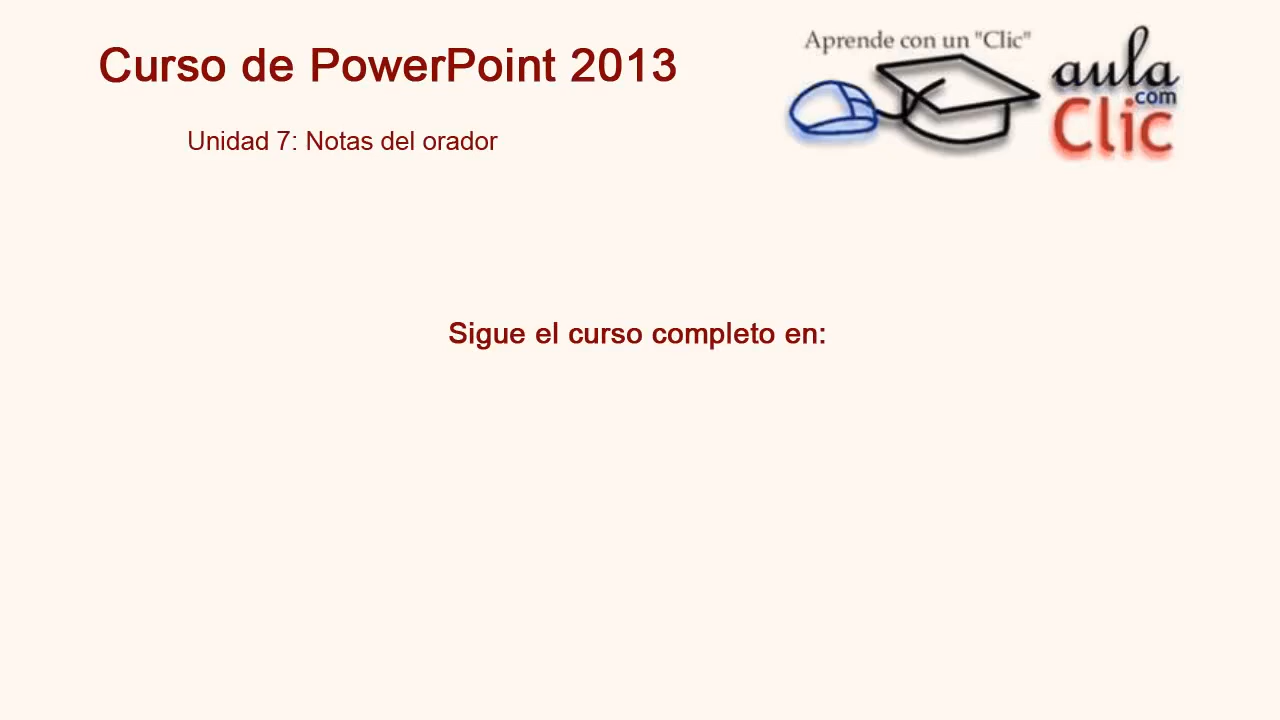 Curso de PowerPoint 2013
Unidad 7: Notas del orador
Aprende con un "Clic"
aula
com
Clic
Sigue el curso completo en: